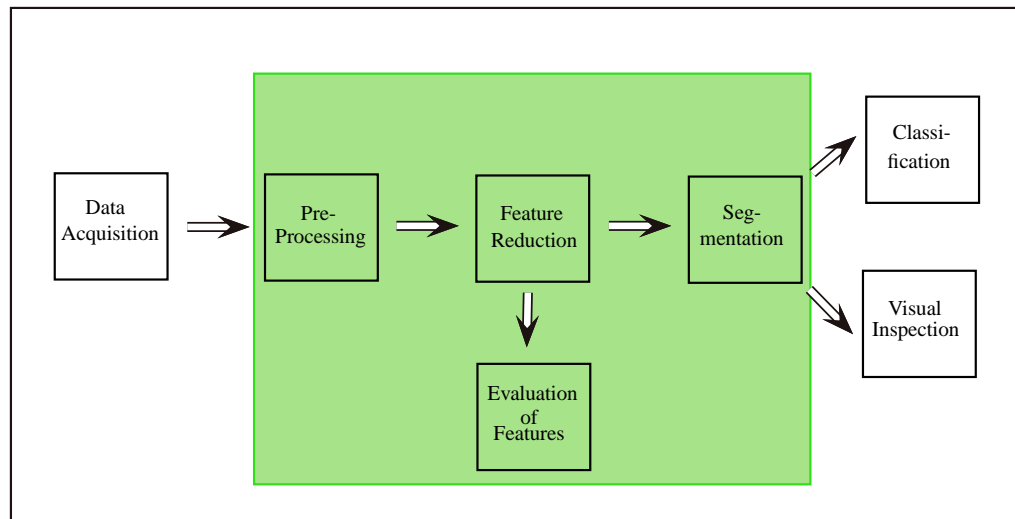 Data
Acquisition
Pre-
Processing
Feature
Reduction
Seg-
mentation
Classi-
fication
Visual
Inspection
Evaluation
of
Features